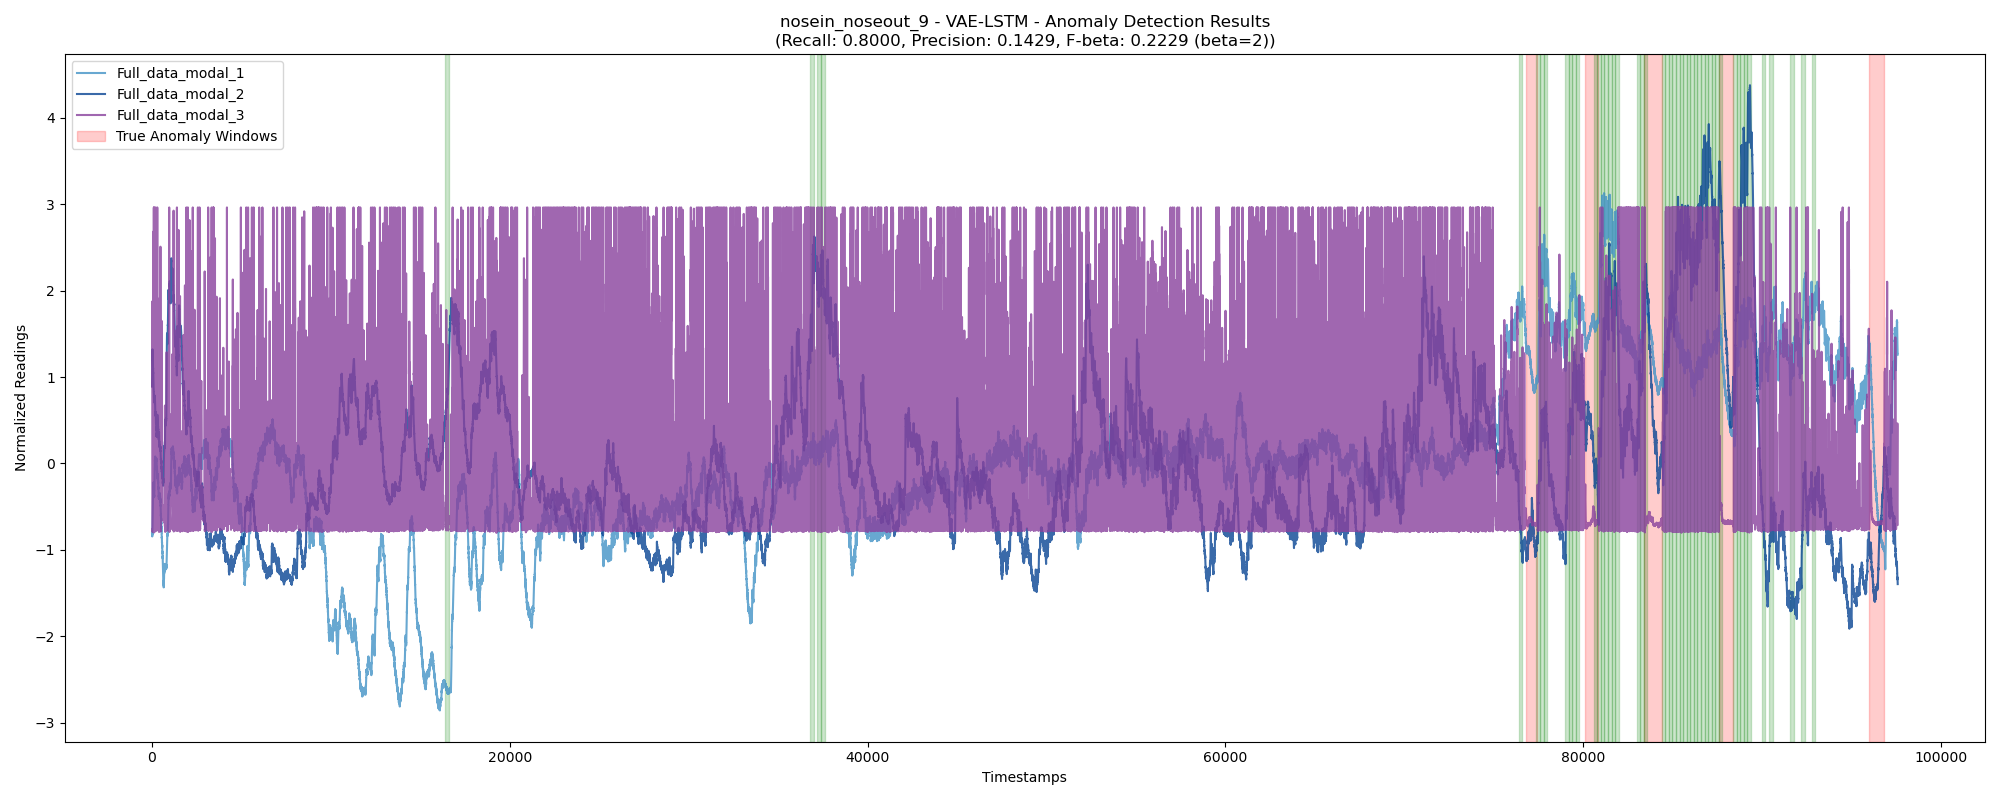 nosein_noseout_9 - VAE-LSTM - Anomaly Detection Results
(Recall: 0.8000, Precision: 0.1429, F-beta: 0.2229 (beta=2))
Full_data_modal_1
Full_data_modal_2
Full_data_modal_3
True Anomaly Windows
Normalized Readings
4
3
2
1
0
−1
−2
−3
0 20000 40000 60000 80000 100000
Timestamps